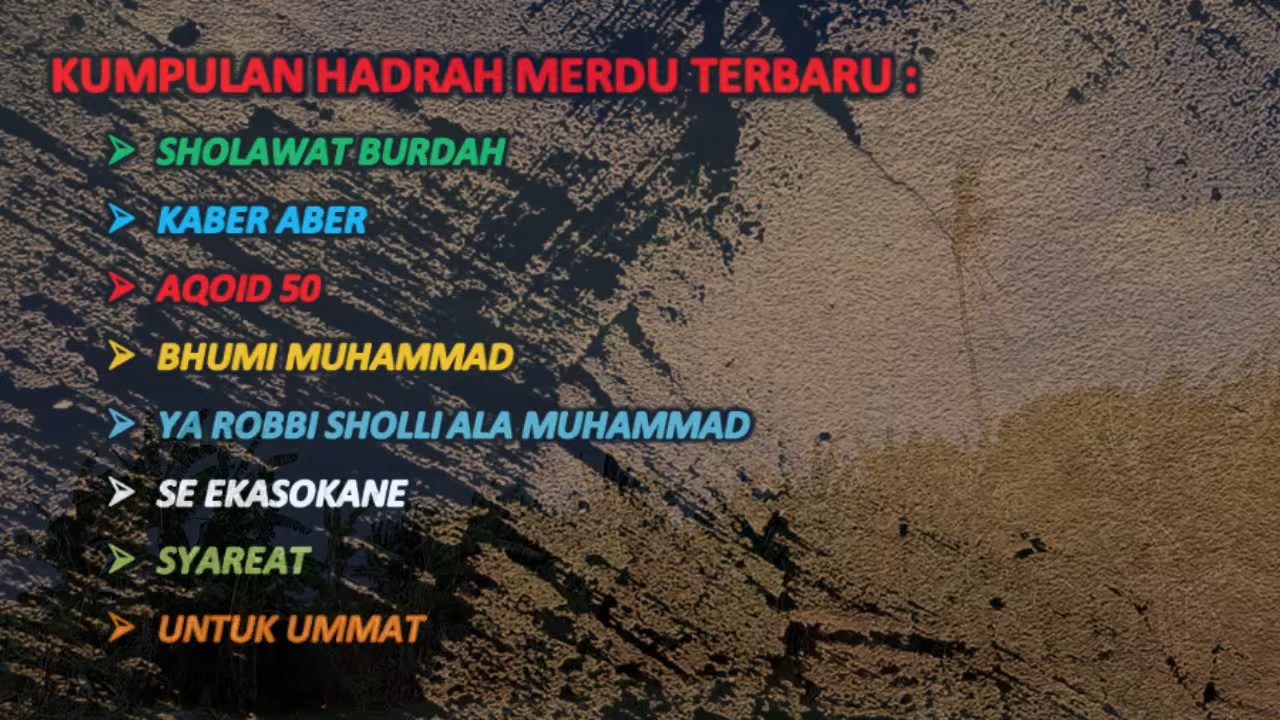 KUMPULAN HADRAH MERDU TERBARU :
SHOLAWAT BURDAH
KABER ABER
AQOID 50
BHUMI MUHAMMAD
YA ROBBI SHOLLI ALA MUHAMMAD
SE EKASOKANE
SYAREAT
UNTUK UMMAT